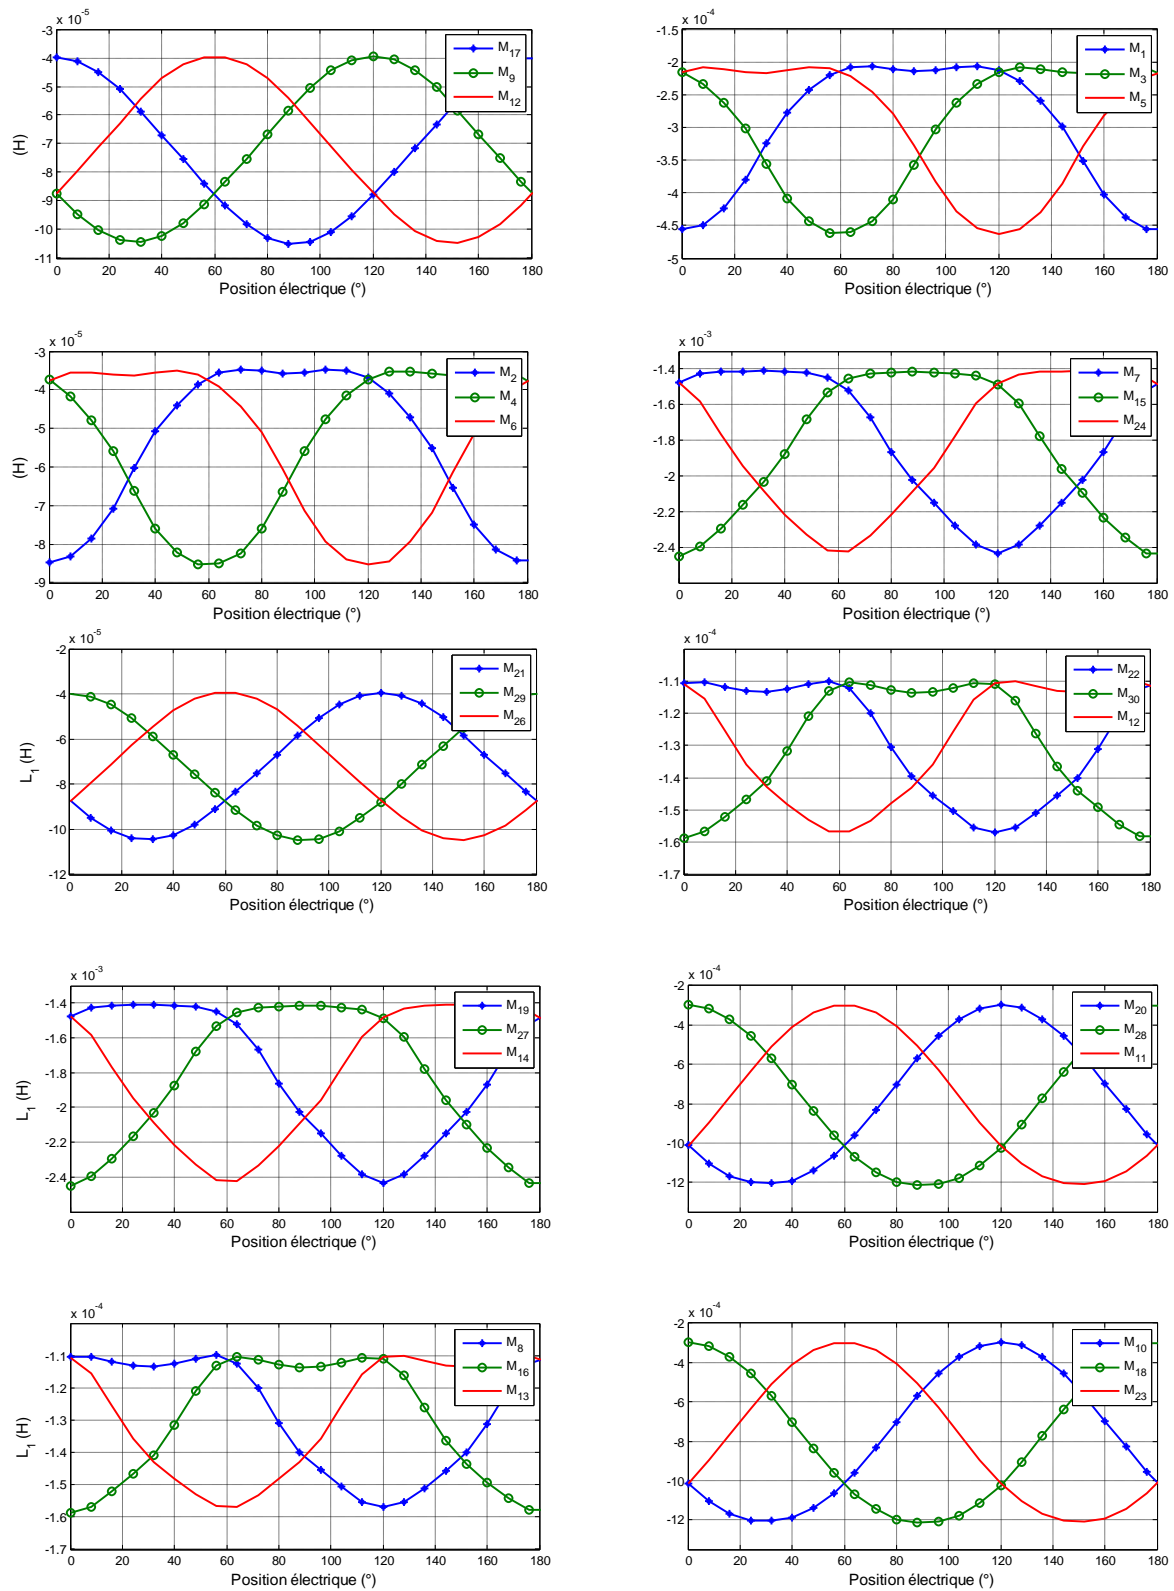 x 10-5
-3
-4
-5
-6
-7
-8
-9
-10
-11
(H)
0 20 40 60 80 100 120 140 160 180
Position électrique (°)
M17
M9
M12
x 10-4
-1.5
-2
-2.5
-3
-3.5
-4
-4.5
-5
0 20 40 60 80 100 120 140 160 180
Position électrique (°)
M1
M3
M5
x 10-5
-3
-4
-5
-6
-7
-8
-9
(H)
0 20 40 60 80 100 120 140 160 180
Position électrique (°)
M2
M4
M6
x 10-3
-1.4
-1.6
-1.8
-2
-2.2
-2.4
0 20 40 60 80 100 120 140 160 180
Position électrique (°)
M7
M15
M24
x 10-5
-2
-4
-6
-8
-10
-12
L1 (H)
0 20 40 60 80 100 120 140 160 180
Position électrique (°)
M21
M29
M26
x 10-4
-1.1
-1.2
-1.3
-1.4
-1.5
-1.6
-1.7
0 20 40 60 80 100 120 140 160 180
Position électrique (°)
M22
M30
M12
x 10-3
-1.4
-1.6
-1.8
-2
-2.2
-2.4
L1 (H)
0 20 40 60 80 100 120 140 160 180
Position électrique (°)
M19
M27
M14
x 10-4
-2
-4
-6
-8
-10
-12
0 20 40 60 80 100 120 140 160 180
Position électrique (°)
M20
M28
M11
x 10-4
-1.1
-1.2
-1.3
-1.4
-1.5
-1.6
-1.7
L1 (H)
0 20 40 60 80 100 120 140 160 180
Position électrique (°)
M8
M16
M13
x 10-4
-2
-4
-6
-8
-10
-12
0 20 40 60 80 100 120 140 160 180
Position électrique (°)
M10
M18
M23